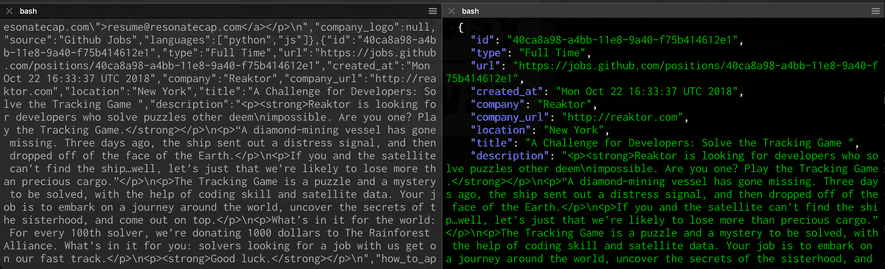 bash
esonatecap.com\">resume@resonatecap.com</a></p>\n","company_logo":null,
"source":"Github Jobs","languages":["python","js"]},{"id":"40ca8a98-a4bb
-11e8-9a40-f75b414612e1","type":"Full Time","url":"https://jobs.github
.com/positions/40ca8a98-a4bb-11e8-9a40-f75b414612e1","created_at":"Mon
Oct 22 16:33:37 UTC 2018","company":"Reaktor","company_url":"http://rea
ktor.com","location":"New York","title":"A Challenge for Developers: So
lve the Tracking Game ","description":"<p><strong>Reaktor is looking fo
r developers who solve puzzles other deem\nimpossible. Are you one? Pla
y the Tracking Game.</strong></p>\n<p>“A diamond-mining vessel has gone
missing. Three days ago, the ship sent out a distress signal, and then
dropped off of the face of the Earth.</p>\n<p>If you and the satellite
can't find the ship…well, let's just that we're likely to lose more th
an precious cargo.”</p>\n<p>The Tracking Game is a puzzle and a mystery
to be solved, with the help of coding skill and satellite data. Your j
ob is to embark on a journey around the world, uncover the secrets of t
he sisterhood, and come out on top.</p>\n<p>What's in it for the world:
For every 100th solver, we're donating 1000 dollars to The Rainforest
Alliance. What's in it for you: solvers looking for a job with us get o
n our fast track.</p>\n<p><strong>Good luck.</strong></p>\n","how_to_ap
bash
{
"id": "40ca8a98-a4bb-11e8-9a40-f75b414612e1",
"type": "Full Time",
"url": "https://jobs.github.com/positions/40ca8a98-a4bb-11e8-9a40-f
75b414612e1",
"created_at": "Mon Oct 22 16:33:37 UTC 2018",
"company": "Reaktor",
"company_url": "http://reaktor.com",
"location": "New York",
"title": "A Challenge for Developers: Solve the Tracking Game ",
"description": "<p><strong>Reaktor is looking for developers who so
lve puzzles other deem\nimpossible. Are you one? Play the Tracking Game
.</strong></p>\n<p>“A diamond-mining vessel has gone missing. Three day
s ago, the ship sent out a distress signal, and then dropped off of the
face of the Earth.</p>\n<p>If you and the satellite can't find the shi
p…well, let's just that we're likely to lose more than precious cargo.”
</p>\n<p>The Tracking Game is a puzzle and a mystery to be solved, with
the help of coding skill and satellite data. Your job is to embark on
a journey around the world, uncover the secrets of the sisterhood, and